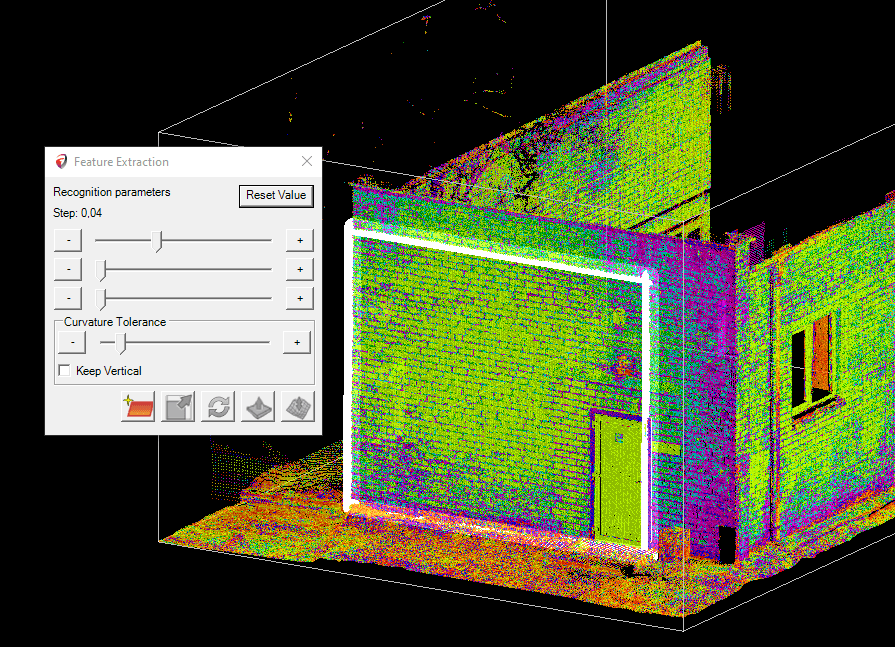 Feature Extraction
Recognition parameters
Reset Value
Step: 0,04
- +
- +
- +
Curvature Tolerance
- +
Keep Vertical